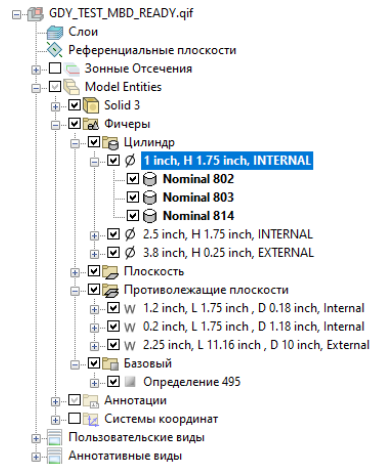 GDY_TEST_MBD_READY.qif
Слои
Референциальные плоскости
Зонные Отсечения
Model Entities
Solid 3
Фичеры
Цилиндр
1 inch, H 1.75 inch, INTERNAL
Nominal 802
Nominal 803
Nominal 814
2.5 inch, H 1.75 inch, INTERNAL
3.8 inch, H 0.25 inch, EXTERNAL
Плоскость
Противолежащие плоскости
1.2 inch, L 1.75 inch , D 0.18 inch, Internal
0.2 inch, L 1.75 inch , D 1.18 inch, Internal
2.25 inch, L 11.16 inch , D 10 inch, External
Базовый
Определение 495
Аннотации
Системы координат
Пользовательские виды
Аннотативные виды